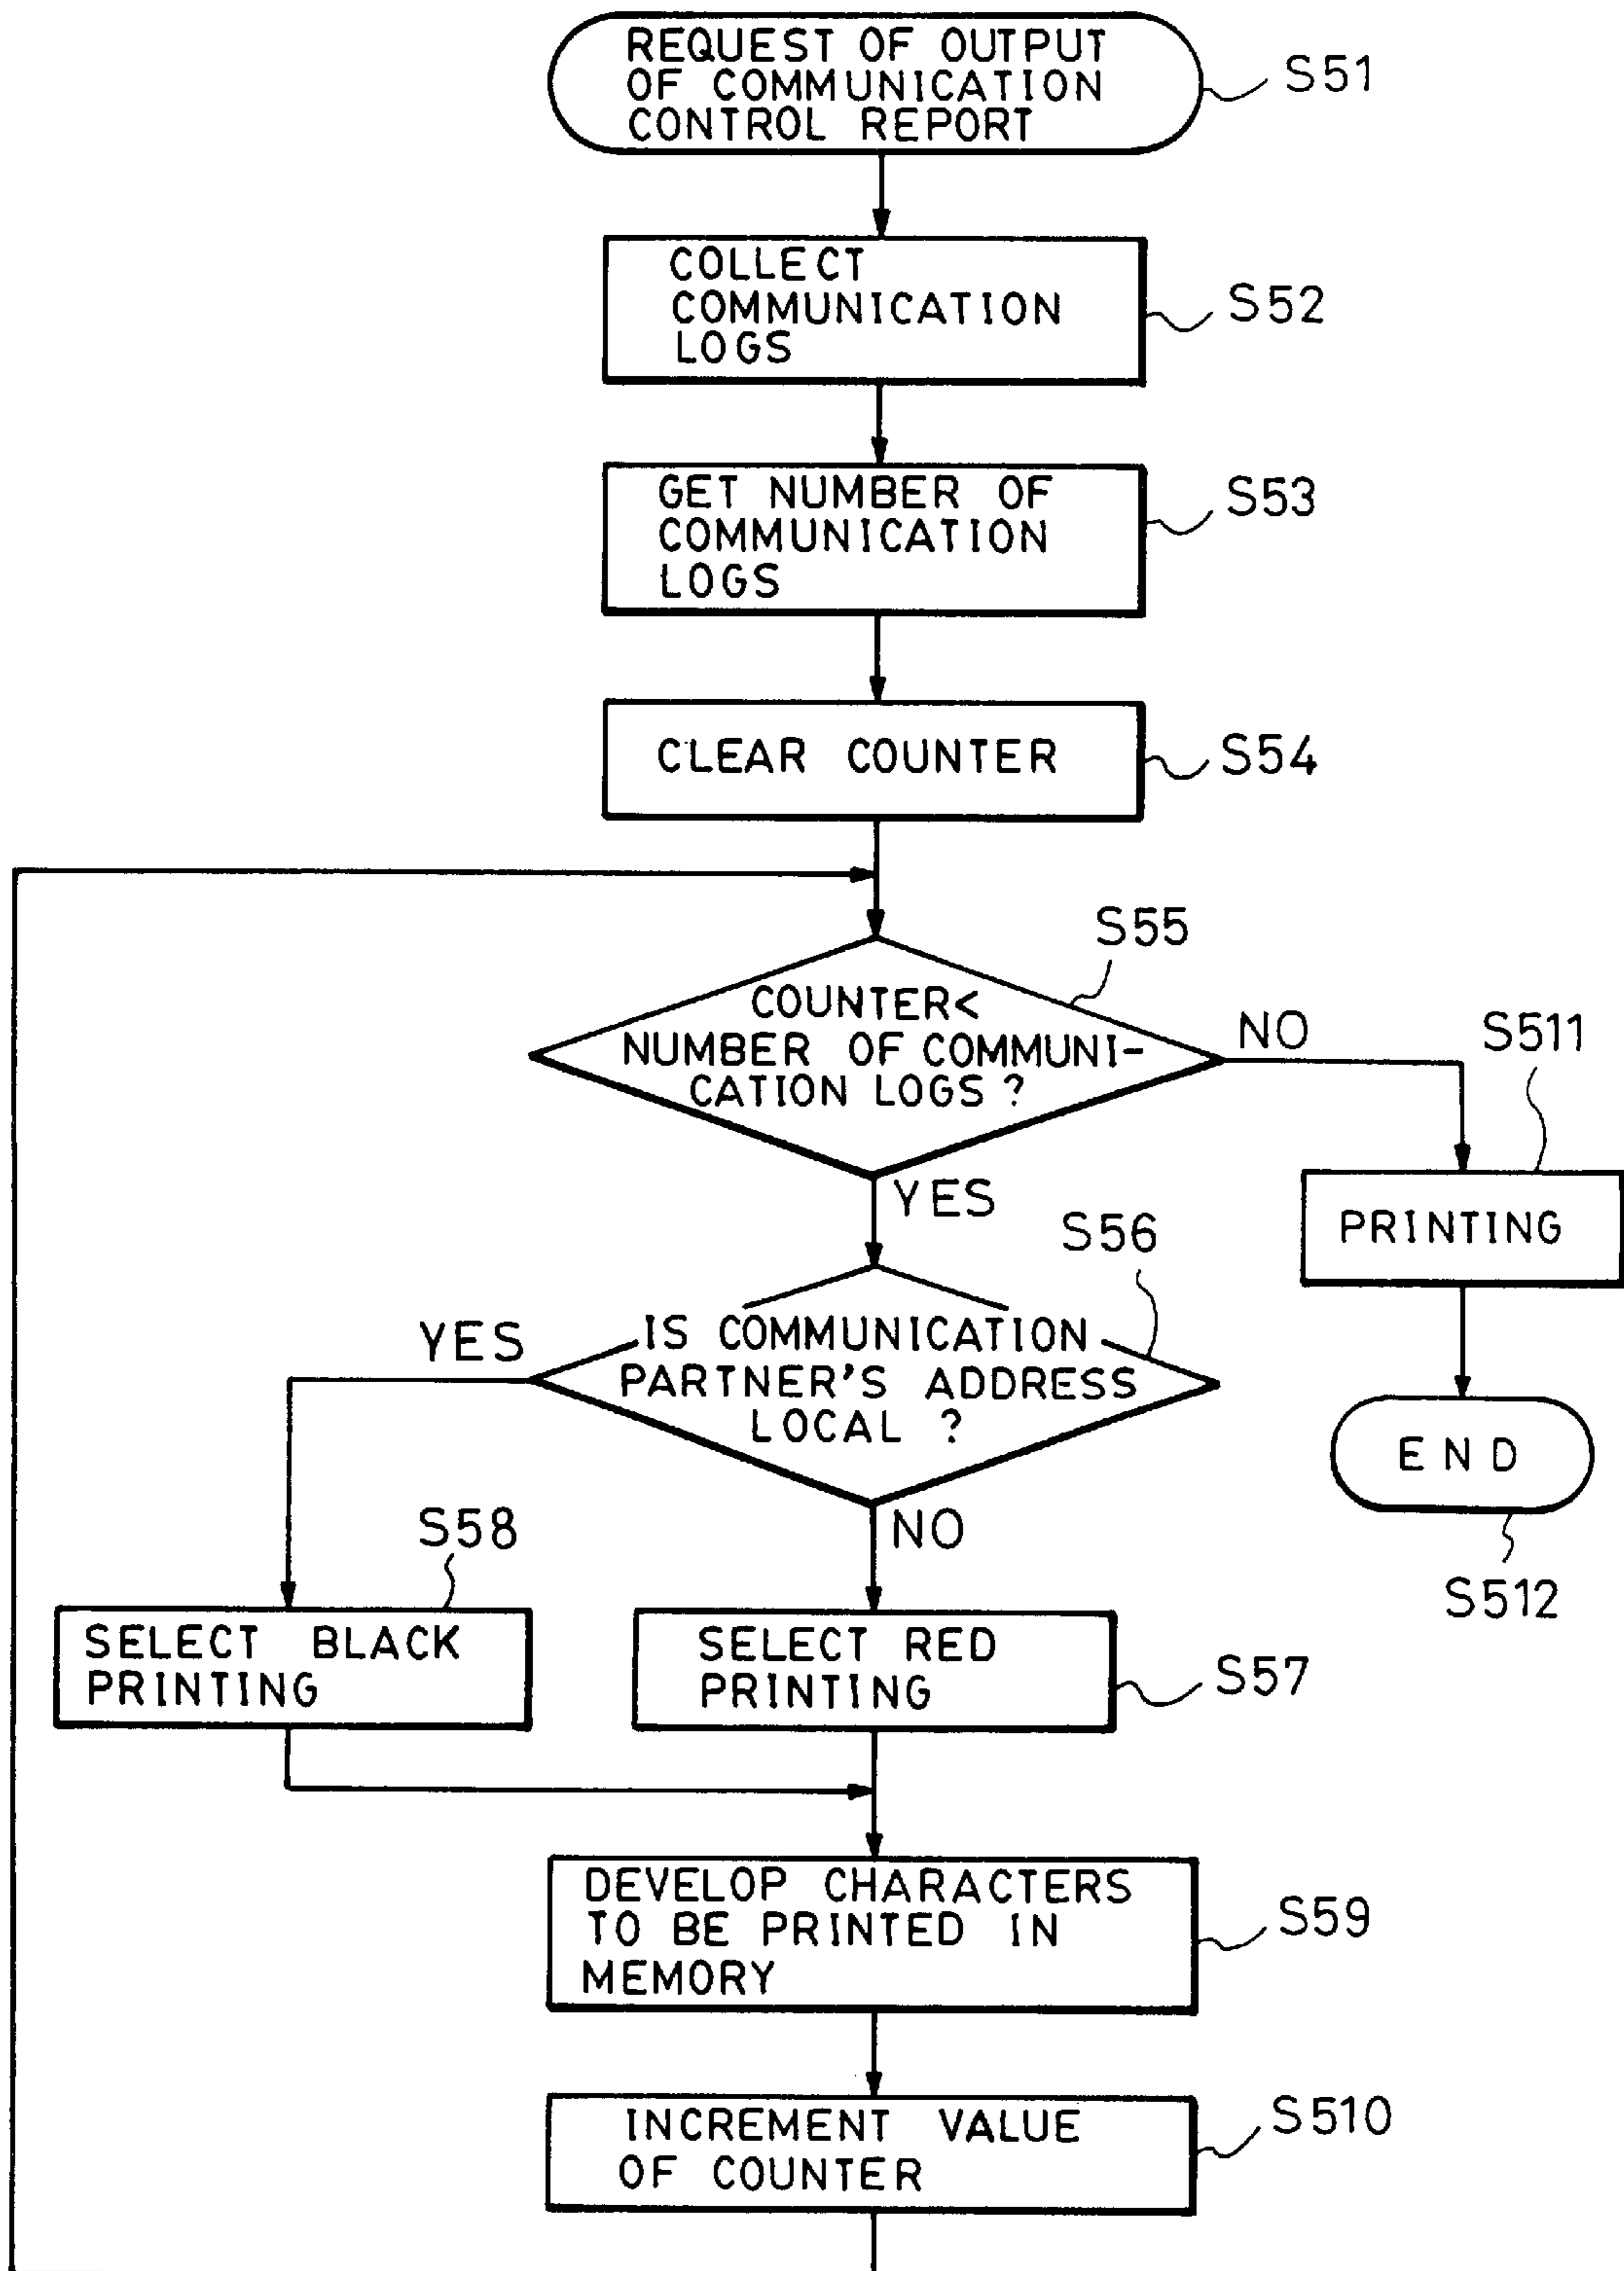 REQUEST OF OUTPUT
OF COMMUNICATION
CONTROL REPORT
S51
COLLECT
COMMUNICATION
LOGS
S52
GET NUMBER OF
COMMUNICATION
LOGS
S53
CLEAR COUNTER
S54
S55
COUNTER<
NUMBER OF COMMUNI-
CATION LOGS ?
NO
S511
YES
PRINTING
S56
YES
IS COMMUNICATION
PARTNER'S ADDRESS
LOCAL ?
END
S512
NO
S58
SELECT BLACK
PRINTING
SELECT RED
PRINTING
S57
DEVELOP CHARACTERS
TO BE PRINTED IN
MEMORY
S59
INCREMENT VALUE
OF COUNTER
S510